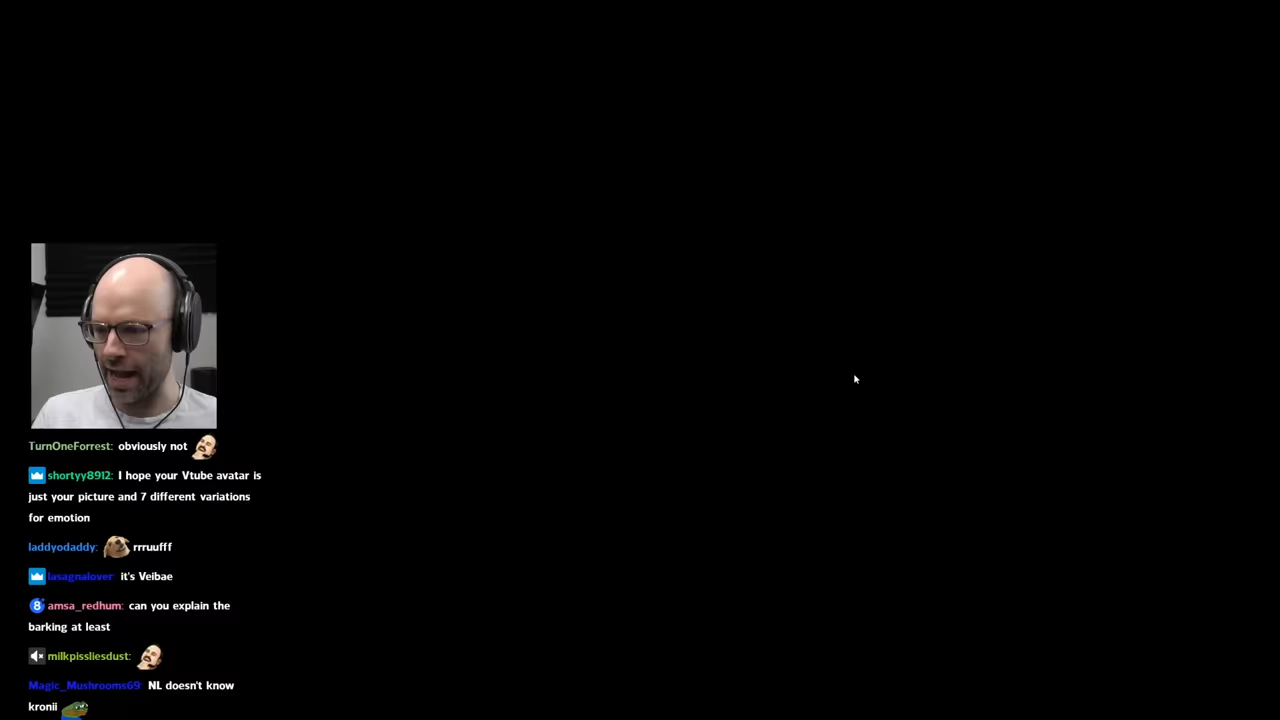 TurnOneForrest: obviously not
shortyy8912: I hope your Vtube avatar is
just your picture and 7 different variations
for emotion
laddyodaddy: rrruufff
lasagnalover: it's Veibae
8 amsa_redhum: can you explain the
barking at least
milkpissliesdust:
Magic_Mushrooms69: NL doesn't know
kronii